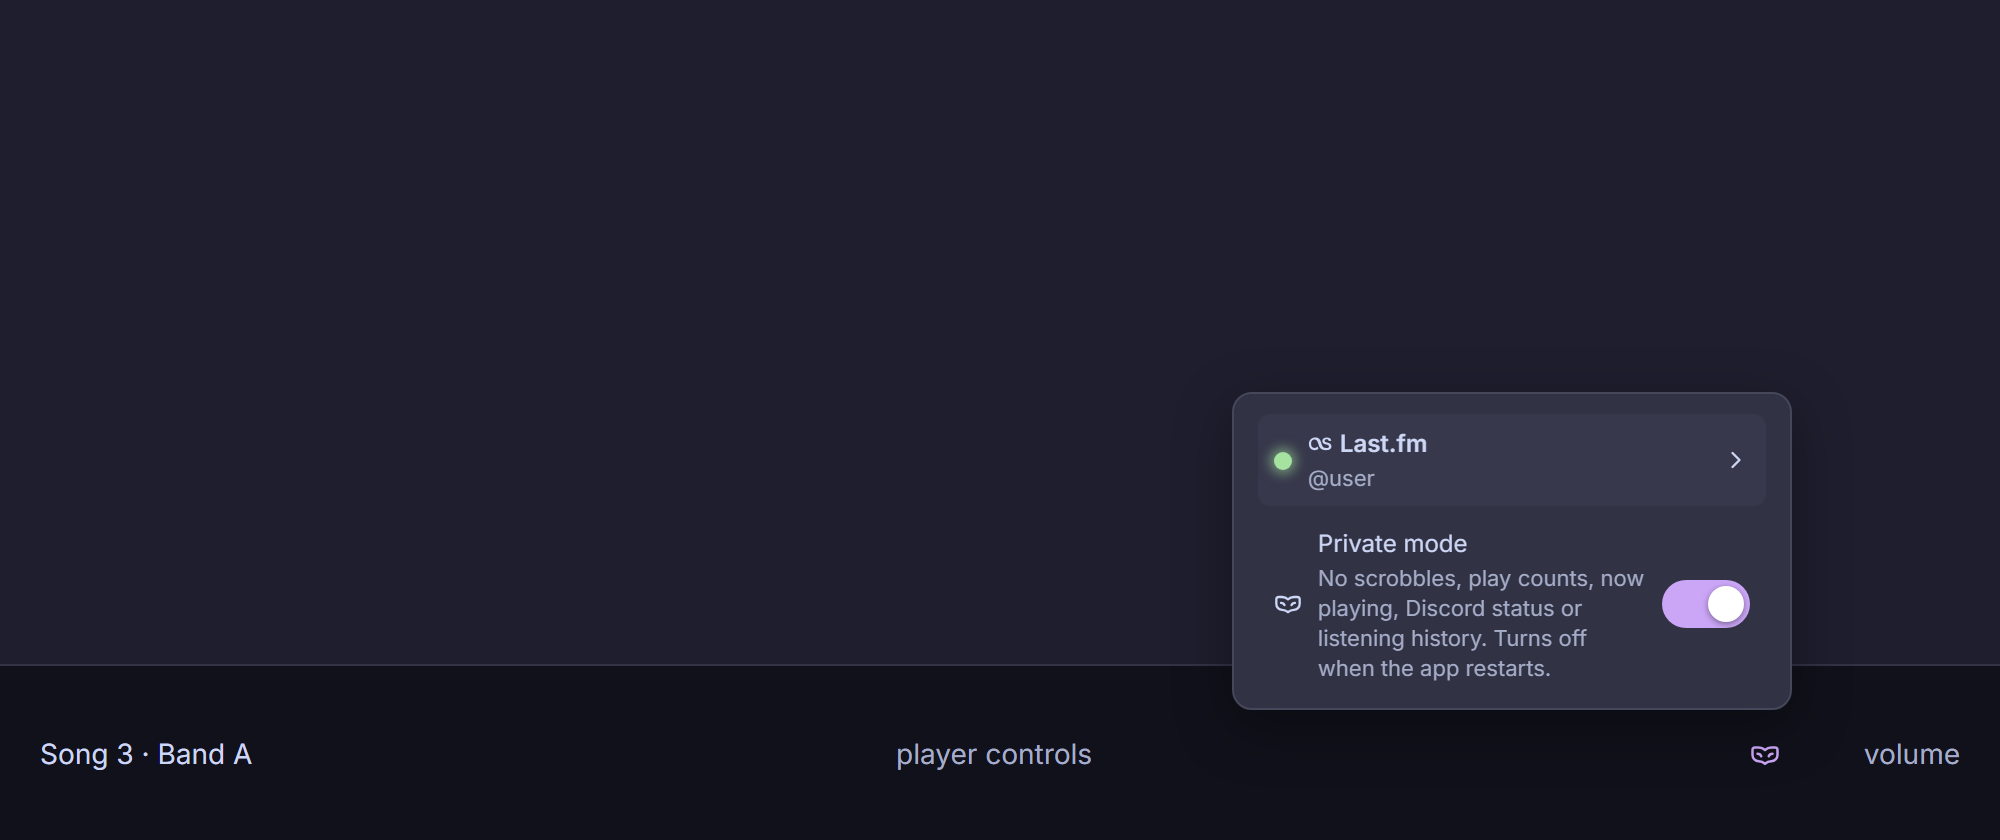 Last.fm
@user
Private mode
No scrobbles, play counts, now
playing, Discord status or
listening history. Turns off
when the app restarts.
Song 3 · Band A
player controls
volume